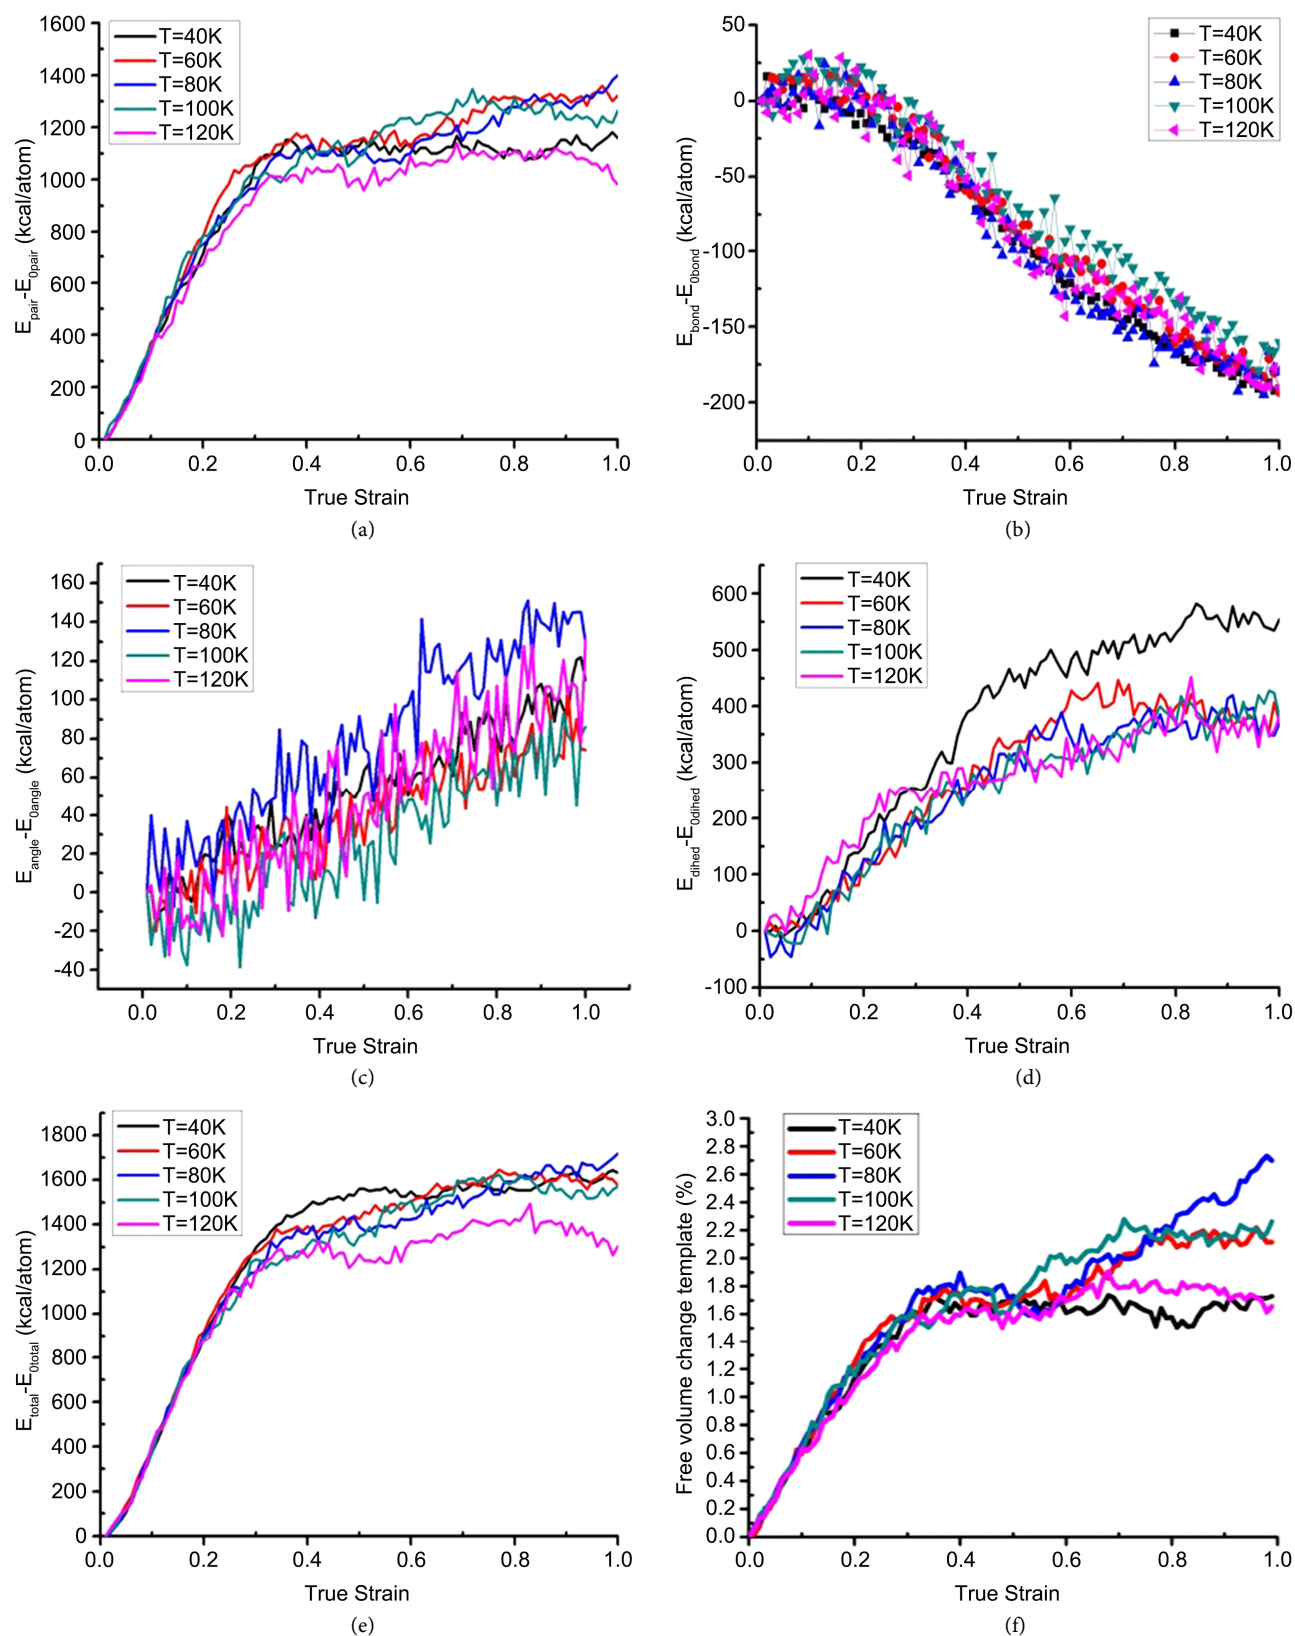 1600
1400
1200
1000
800
600
400
200
0
E_pair-E_0pair (kcal/atom)
T=40K
T=60K
T=80K
T=100K
T=120K
0.0 0.2 0.4 0.6 0.8 1.0
True Strain
(a)
50
0
-50
-100
-150
-200
E_bond-E_0bond (kcal/atom)
T=40K
T=60K
T=80K
T=100K
T=120K
0.0 0.2 0.4 0.6 0.8 1.0
True Strain
(b)
160
140
120
100
80
60
40
20
0
-20
-40
E_angle-E_0angle (kcal/atom)
T=40K
T=60K
T=80K
T=100K
T=120K
0.0 0.2 0.4 0.6 0.8 1.0
True Strain
(c)
600
500
400
300
200
100
0
-100
E_dihed-E_0dihed (kcal/atom)
T=40K
T=60K
T=80K
T=100K
T=120K
0.0 0.2 0.4 0.6 0.8 1.0
True Strain
(d)
1800
1600
1400
1200
1000
800
600
400
200
0
E_total-E_0total (kcal/atom)
T=40K
T=60K
T=80K
T=100K
T=120K
0.0 0.2 0.4 0.6 0.8 1.0
True Strain
(e)
3.0
2.8
2.6
2.4
2.2
2.0
1.8
1.6
1.4
1.2
1.0
0.8
0.6
0.4
0.2
0.0
Free volume change template (%)
T=40K
T=60K
T=80K
T=100K
T=120K
0.0 0.2 0.4 0.6 0.8 1.0
True Strain
(f)